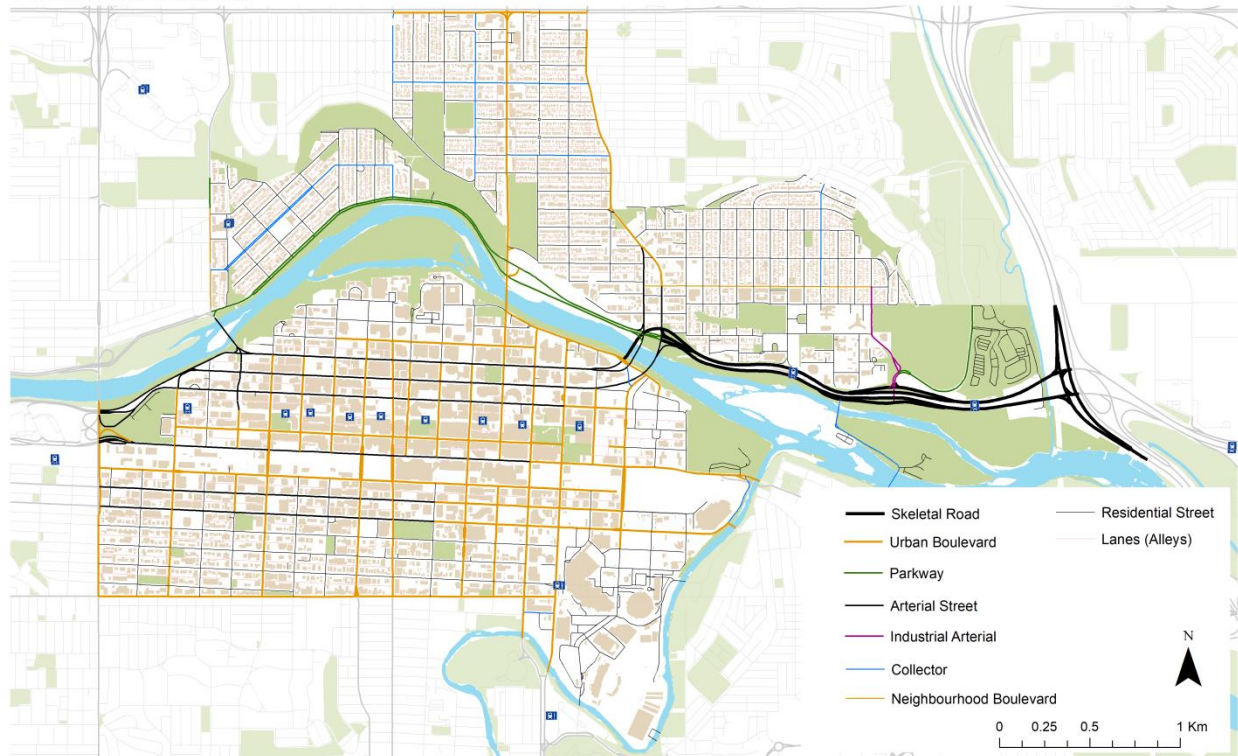 Skeletal Road
Urban Boulevard
Parkway
Arterial Street
Industrial Arterial
Collector
Neighbourhood Boulevard
Residential Street
Lanes (Alleys)
N
0 0.25 0.5 1 Km